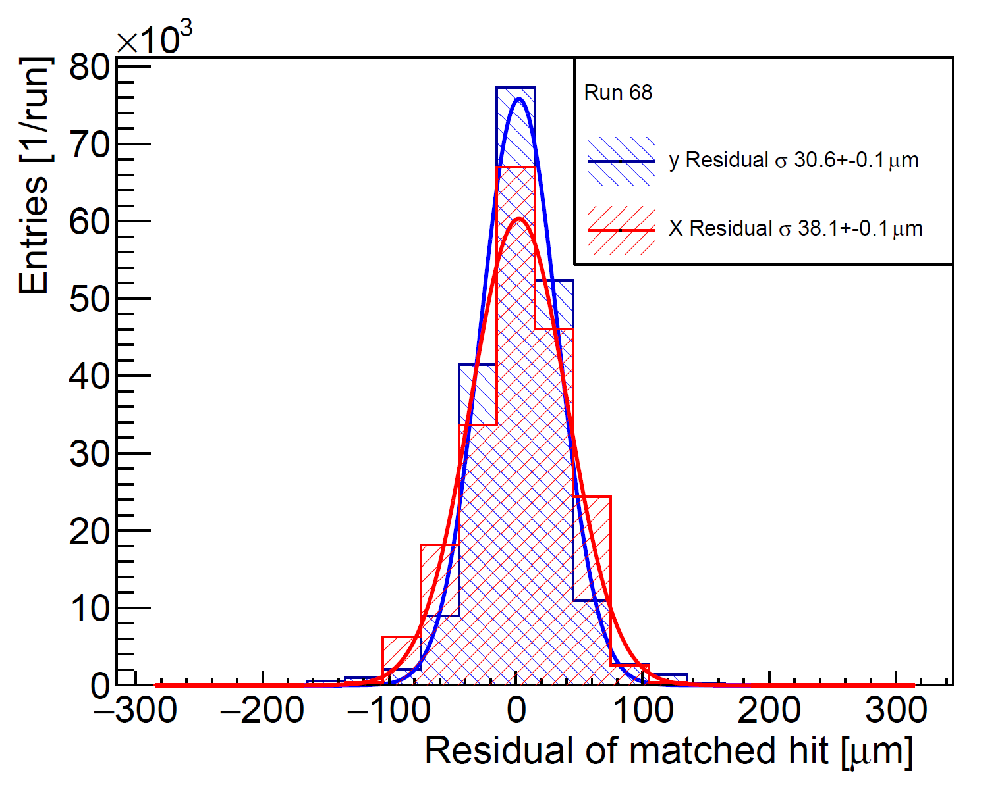 ×10³
Entries [1/run]
80
70
60
50
40
30
20
10
0
Run 68
y Residual σ 30.6+-0.1 μm
X Residual σ 38.1+-0.1 μm
−300 −200 −100 0 100 200 300
Residual of matched hit [μm]